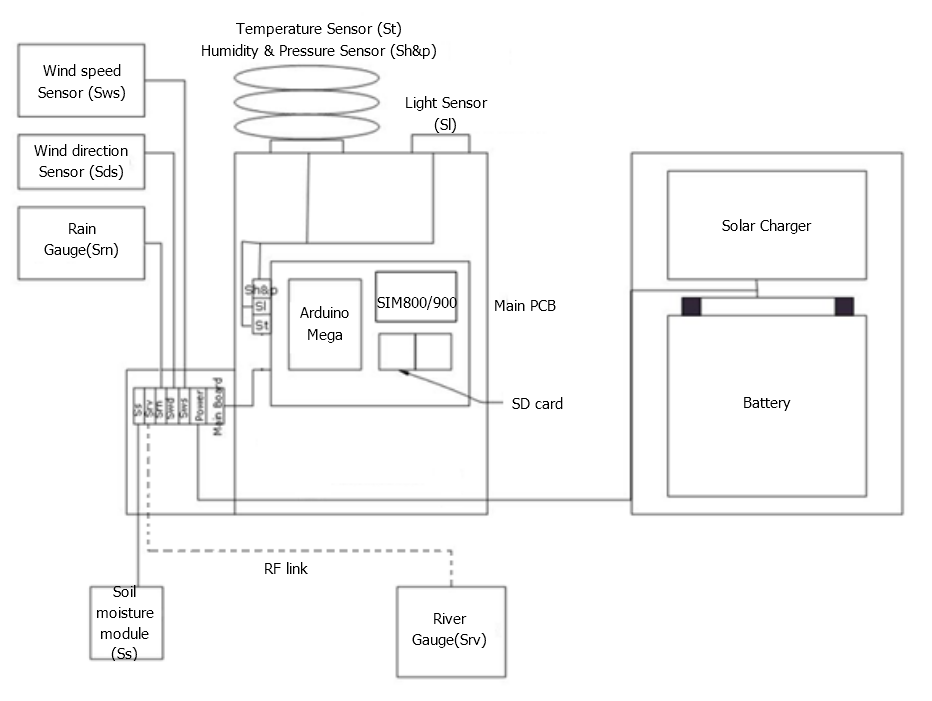 Temperature Sensor (St)
Humidity & Pressure Sensor (Sh&p)
Wind speed
Sensor (Sws)
Light Sensor
(Sl)
Wind direction
Sensor (Sds)
Rain
Gauge(Srn)
Solar Charger
Sh&p
Sl
St
Arduino
Mega
SIM800/900
Main PCB
SD card
Battery
Ss
Srv
Srn
Swd
Sws
Power
Main Board
RF link
Soil
moisture
module
(Ss)
River
Gauge(Srv)